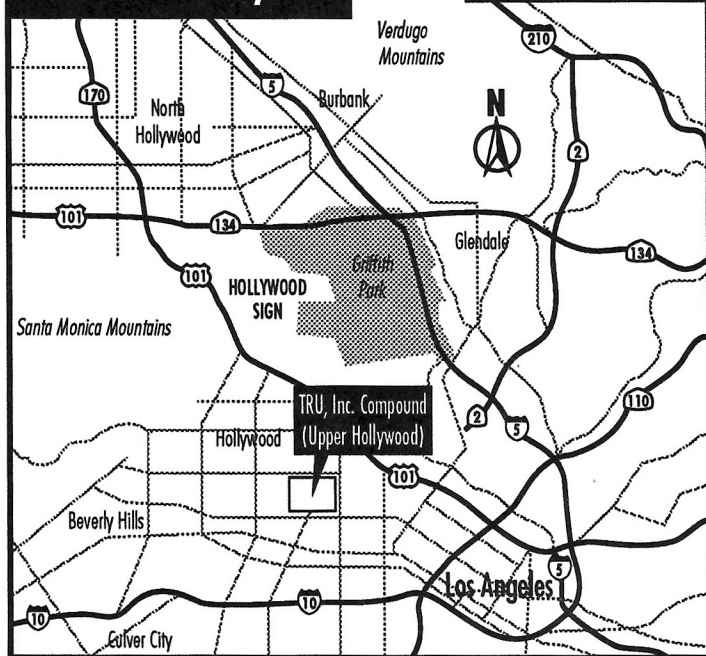 Verdugo
Mountains
210
170
5
Burbank
North
Hollywood
N
2
101
134
Glendale
134
101
Griffith
Park
HOLLYWOOD
SIGN
Santa Monica Mountains
TRU, Inc. Compound
(Upper Hollywood)
2
110
5
Hollywood
101
Beverly Hills
Los Angeles
5
10
10
Culver City